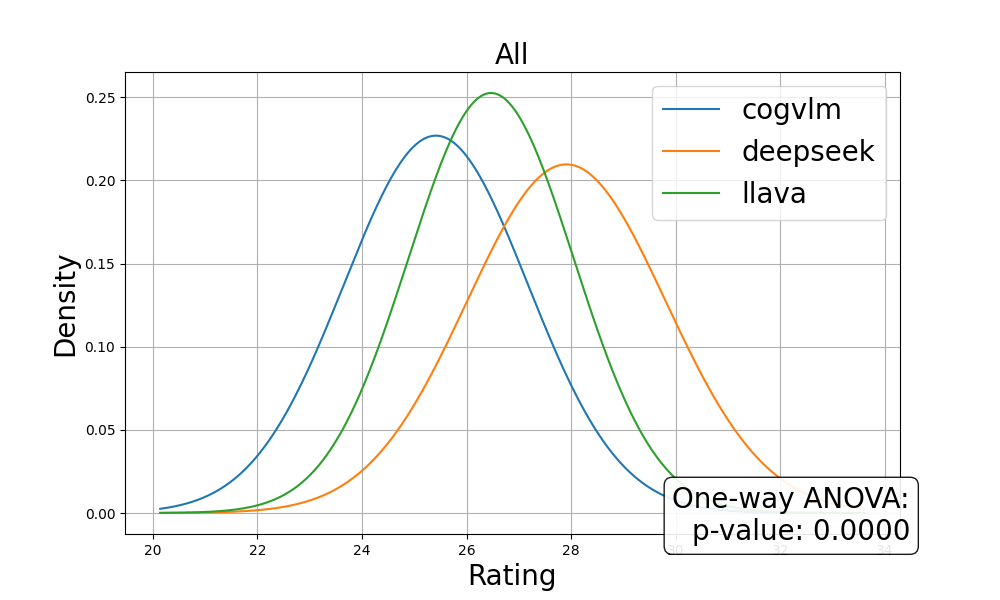 All
cogvlm
deepseek
llava
Density
0.25
0.20
0.15
0.10
0.05
0.00
One-way ANOVA:
p-value: 0.0000
20 22 24 26 28 30 32 34
Rating